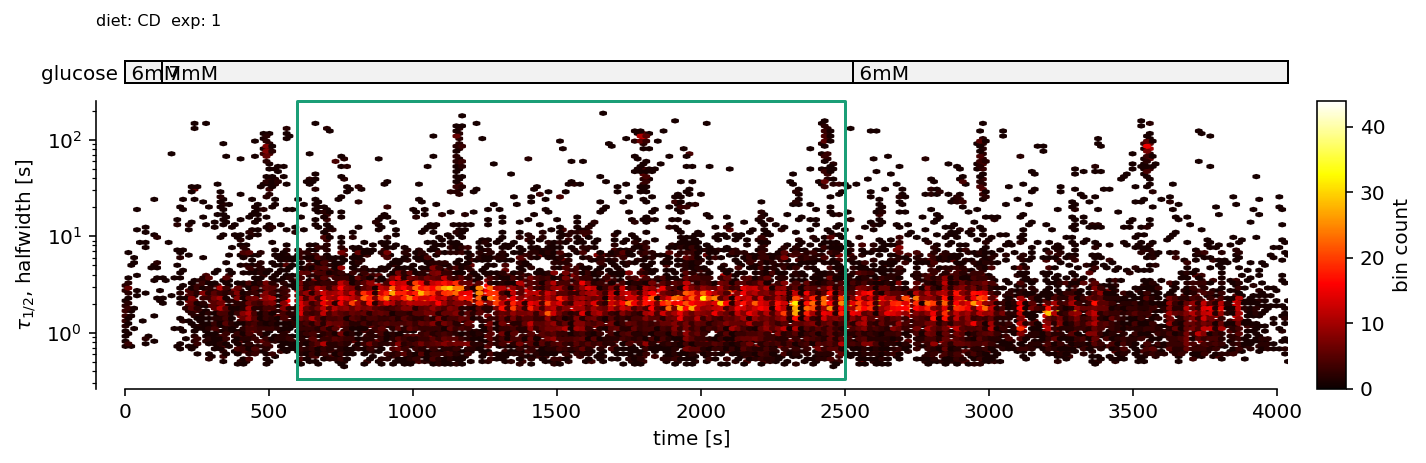 diet: CD  exp: 1
glucose 6mM 7mM 6mM
10² 10¹ 10⁰
τ1/2, halfwidth [s]
0 500 1000 1500 2000 2500 3000 3500 4000
time [s]
40 30 20 10 0
bin count